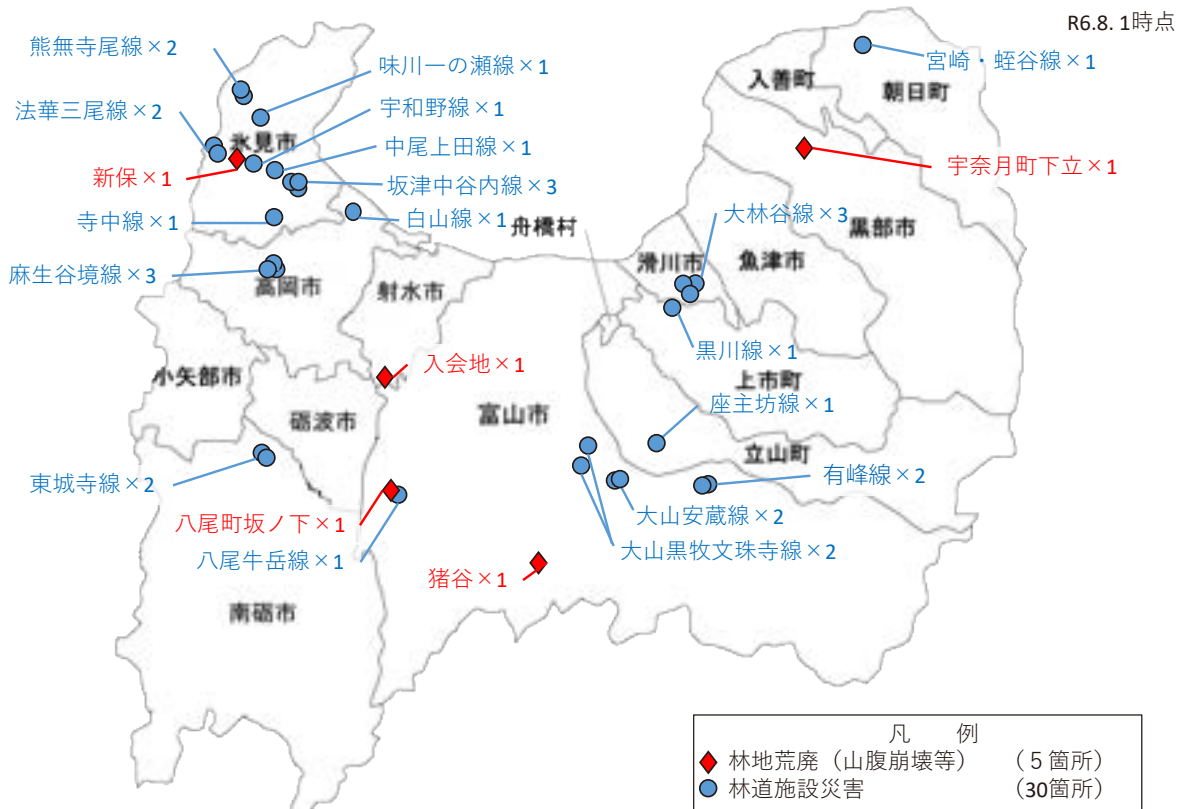 R6.8. 1時点
熊無寺尾線×2
宮崎・蛭谷線×1
味川一の瀬線×1
入善町
朝日町
法華三尾線×2
宇和野線×1
氷見市
中尾上田線×1
宇奈月町下立×1
新保×1
坂津中谷内線×3
寺中線×1
白山線×1
大林谷線×3
舟橋村
黒部市
麻生谷境線×3
滑川市
魚津市
高岡市
射水市
黒川線×1
入会地×1
小矢部市
上市町
砺波市
座主坊線×1
富山市
立山町
東城寺線×2
有峰線×2
八尾町坂ノ下×1
大山安蔵線×2
八尾牛岳線×1
大山黒牧文珠寺線×2
猪谷×1
南砺市
凡 例
林地荒廃（山腹崩壊等） （５箇所）
林道施設災害 （30箇所）